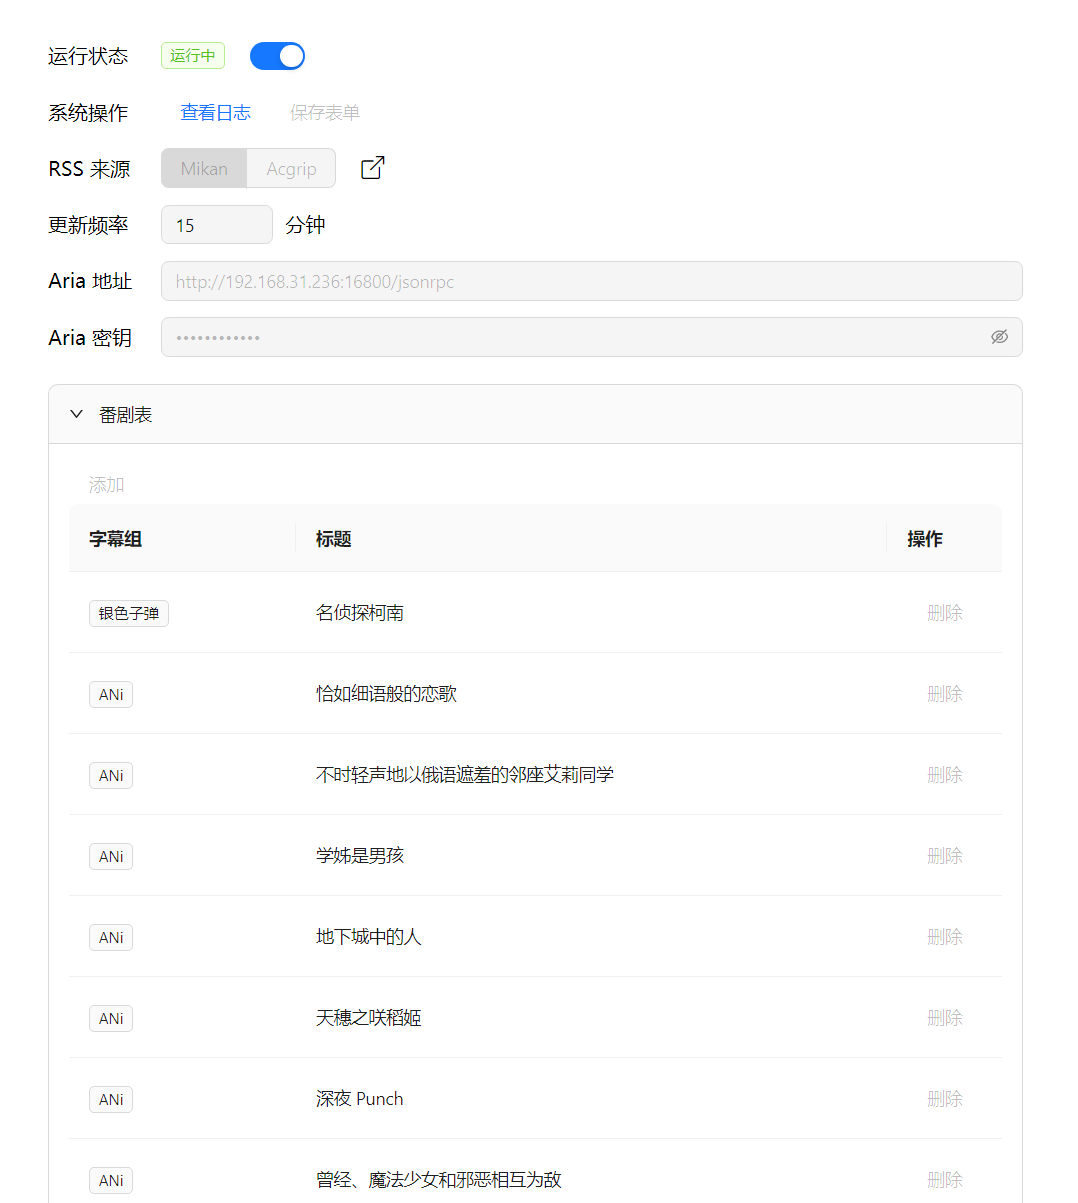 运行状态 运行中
系统操作 查看日志 保存表单
RSS 来源 Mikan Acgrip
更新频率 15 分钟
Aria 地址 http://192.168.31.236:16800/jsonrpc
Aria 密钥 ••••••••••••
番剧表
添加
字幕组 标题 操作
银色子弹 名侦探柯南 删除
ANi 恰如细语般的恋歌 删除
ANi 不时轻声地以俄语遮羞的邻座艾莉同学 删除
ANi 学姊是男孩 删除
ANi 地下城中的人 删除
ANi 天穗之咲稻姬 删除
ANi 深夜 Punch 删除
ANi 曾经、魔法少女和邪恶相互为敌 删除